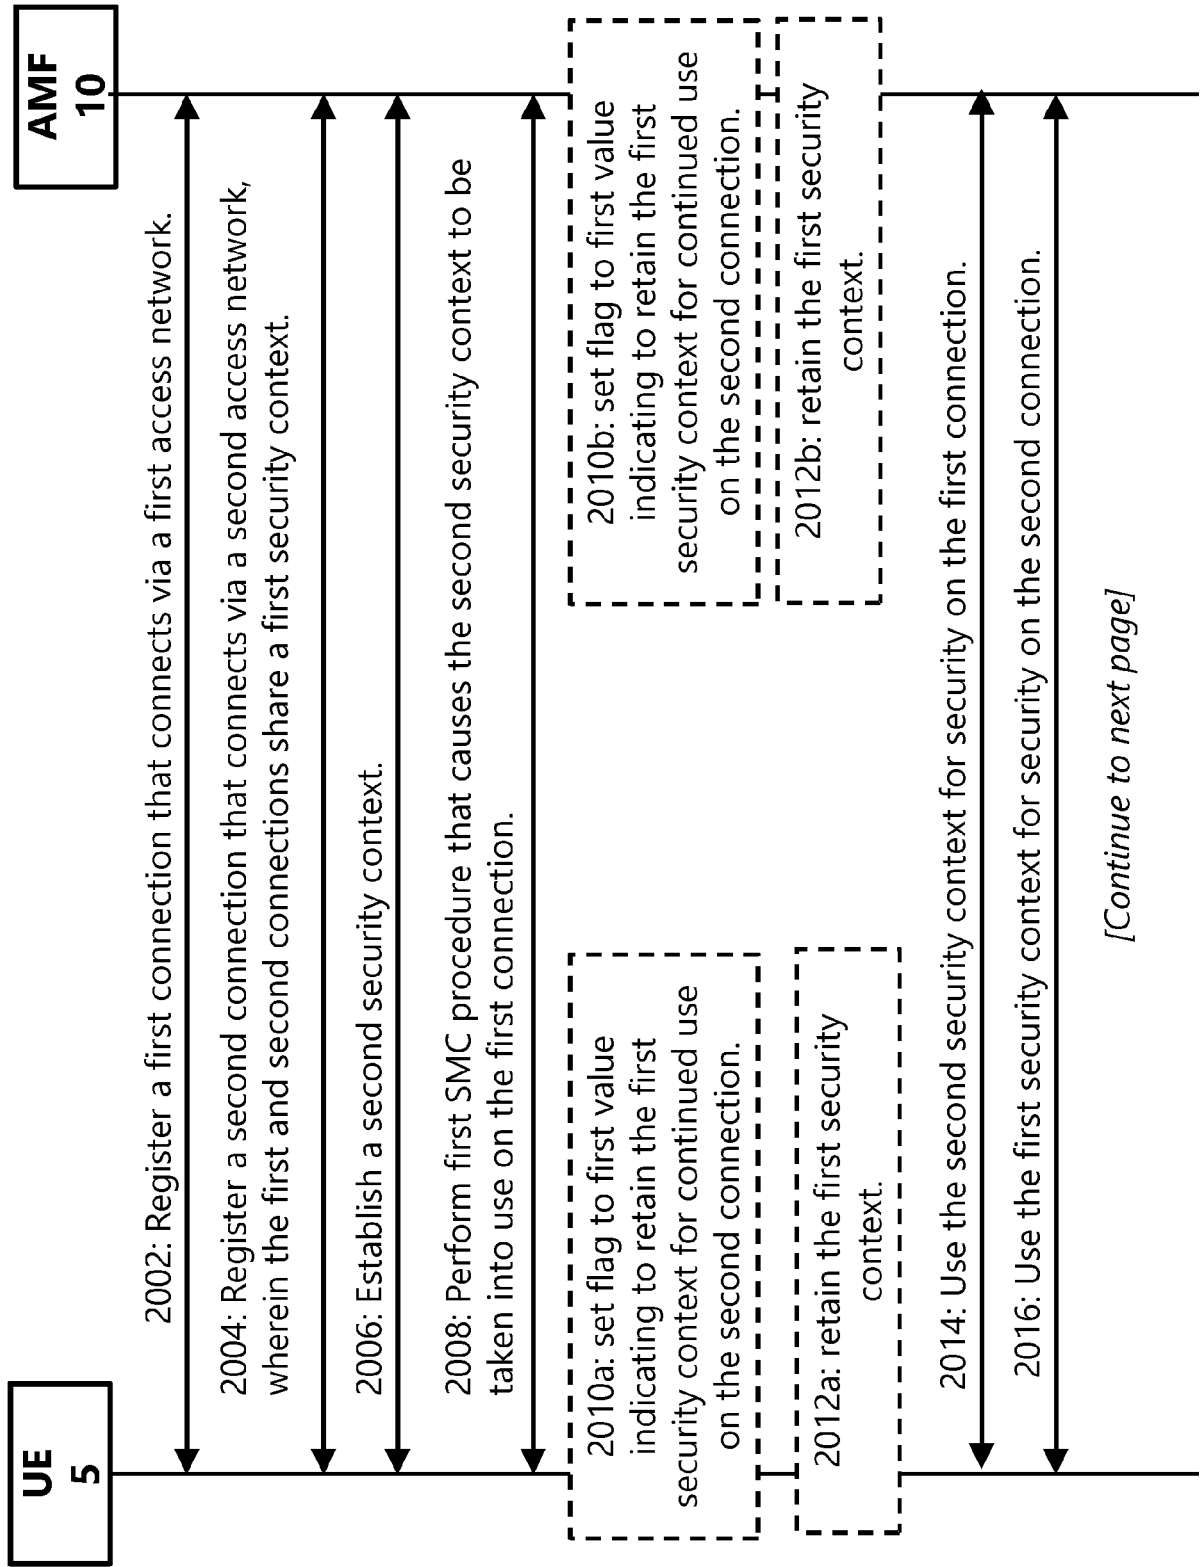 UE
5
AMF
10
2002: Register a first connection that connects via a first access network.
2004: Register a second connection that connects via a second access network,
wherein the first and second connections share a first security context.
2006: Establish a second security context.
2008: Perform first SMC procedure that causes the second security context to be
taken into use on the first connection.
2010a: set flag to first value
indicating to retain the first
security context for continued use
on the second connection.
2010b: set flag to first value
indicating to retain the first
security context for continued use
on the second connection.
2012a: retain the first security
context.
2012b: retain the first security
context.
2014: Use the second security context for security on the first connection.
2016: Use the first security context for security on the second connection.
[Continue to next page]